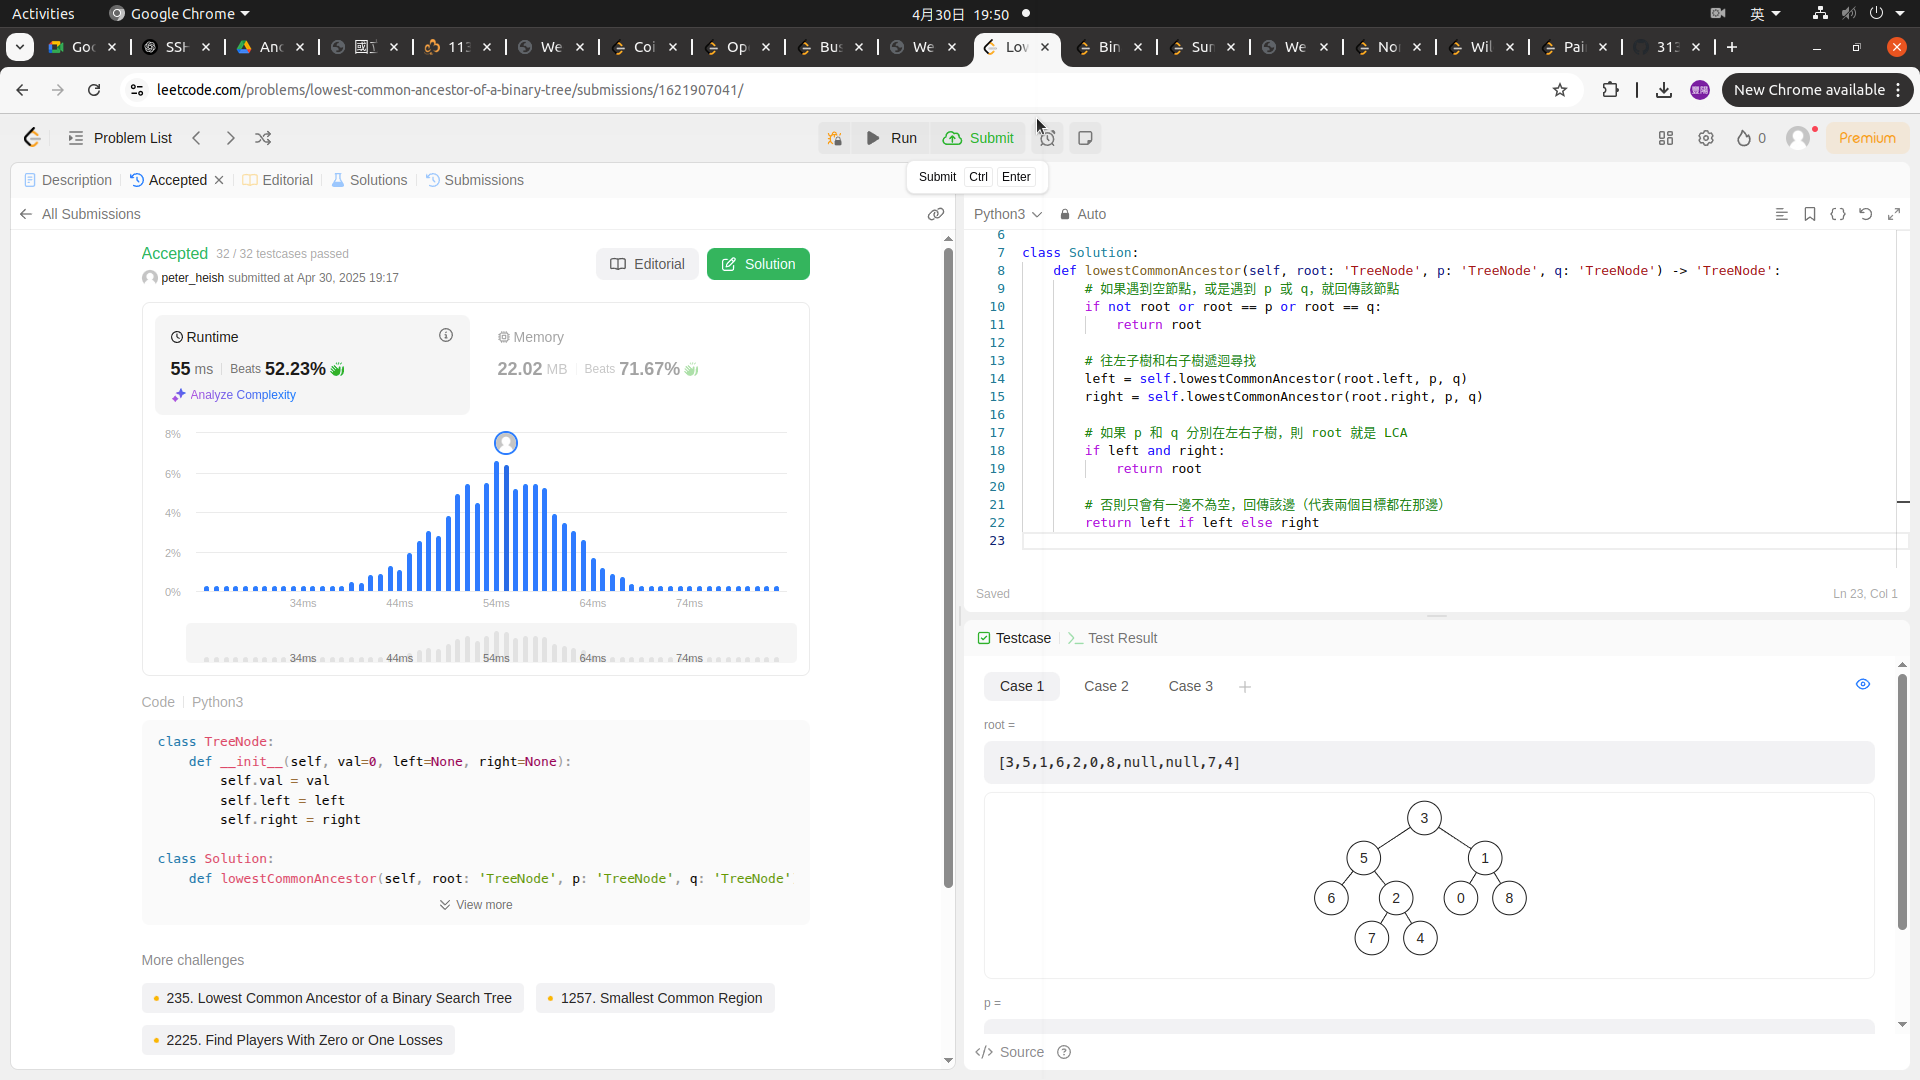 Activities
Google Chrome
4月30日 19:50
英
Goo
SSH
Anc
國立
113
We
Coi
Op
Bus
We
Lov
Bin
Sun
We
No
Wil
Pai
313
leetcode.com/problems/lowest-common-ancestor-of-a-binary-tree/submissions/1621907041/
豐陽
New Chrome available
Problem List
Run
Submit
0
Premium
Submit Ctrl Enter
Description
Accepted
Editorial
Solutions
Submissions
All Submissions
Accepted 32 / 32 testcases passed
peter_heish submitted at Apr 30, 2025 19:17
Editorial
Solution
Runtime
55 ms Beats 52.23%
Analyze Complexity
Memory
22.02 MB Beats 71.67%
8%
6%
4%
2%
0%
34ms 44ms 54ms 64ms 74ms
34ms 44ms 54ms 64ms 74ms
Code Python3
class TreeNode:
def __init__(self, val=0, left=None, right=None):
self.val = val
self.left = left
self.right = right
class Solution:
def lowestCommonAncestor(self, root: 'TreeNode', p: 'TreeNode', q: 'TreeNode'
View more
More challenges
235. Lowest Common Ancestor of a Binary Search Tree
1257. Smallest Common Region
2225. Find Players With Zero or One Losses
Python3
Auto
6
7 class Solution:
8 def lowestCommonAncestor(self, root: 'TreeNode', p: 'TreeNode', q: 'TreeNode') -> 'TreeNode':
9 # 如果遇到空節點，或是遇到 p 或 q，就回傳該節點
10 if not root or root == p or root == q:
11 return root
12
13 # 往左子樹和右子樹遞迴尋找
14 left = self.lowestCommonAncestor(root.left, p, q)
15 right = self.lowestCommonAncestor(root.right, p, q)
16
17 # 如果 p 和 q 分別在左右子樹，則 root 就是 LCA
18 if left and right:
19 return root
20
21 # 否則只會有一邊不為空，回傳該邊（代表兩個目標都在那邊）
22 return left if left else right
23
Saved
Ln 23, Col 1
Testcase
Test Result
Case 1
Case 2
Case 3
root =
[3,5,1,6,2,0,8,null,null,7,4]
3
5 1
6 2 0 8
7 4
p =
Source